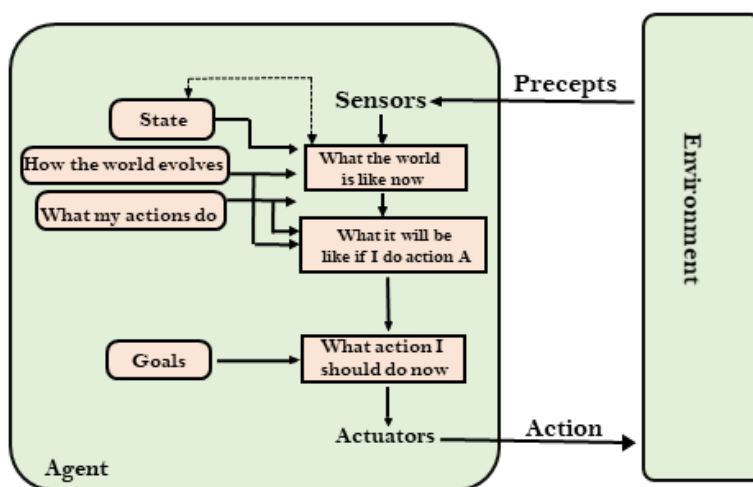 Precepts
Sensors
State
What the world
is like now
How the world evolves
What my actions do
What it will be
like if I do action A
Environment
Goals
What action I
should do now
Actuators
Action
Agent